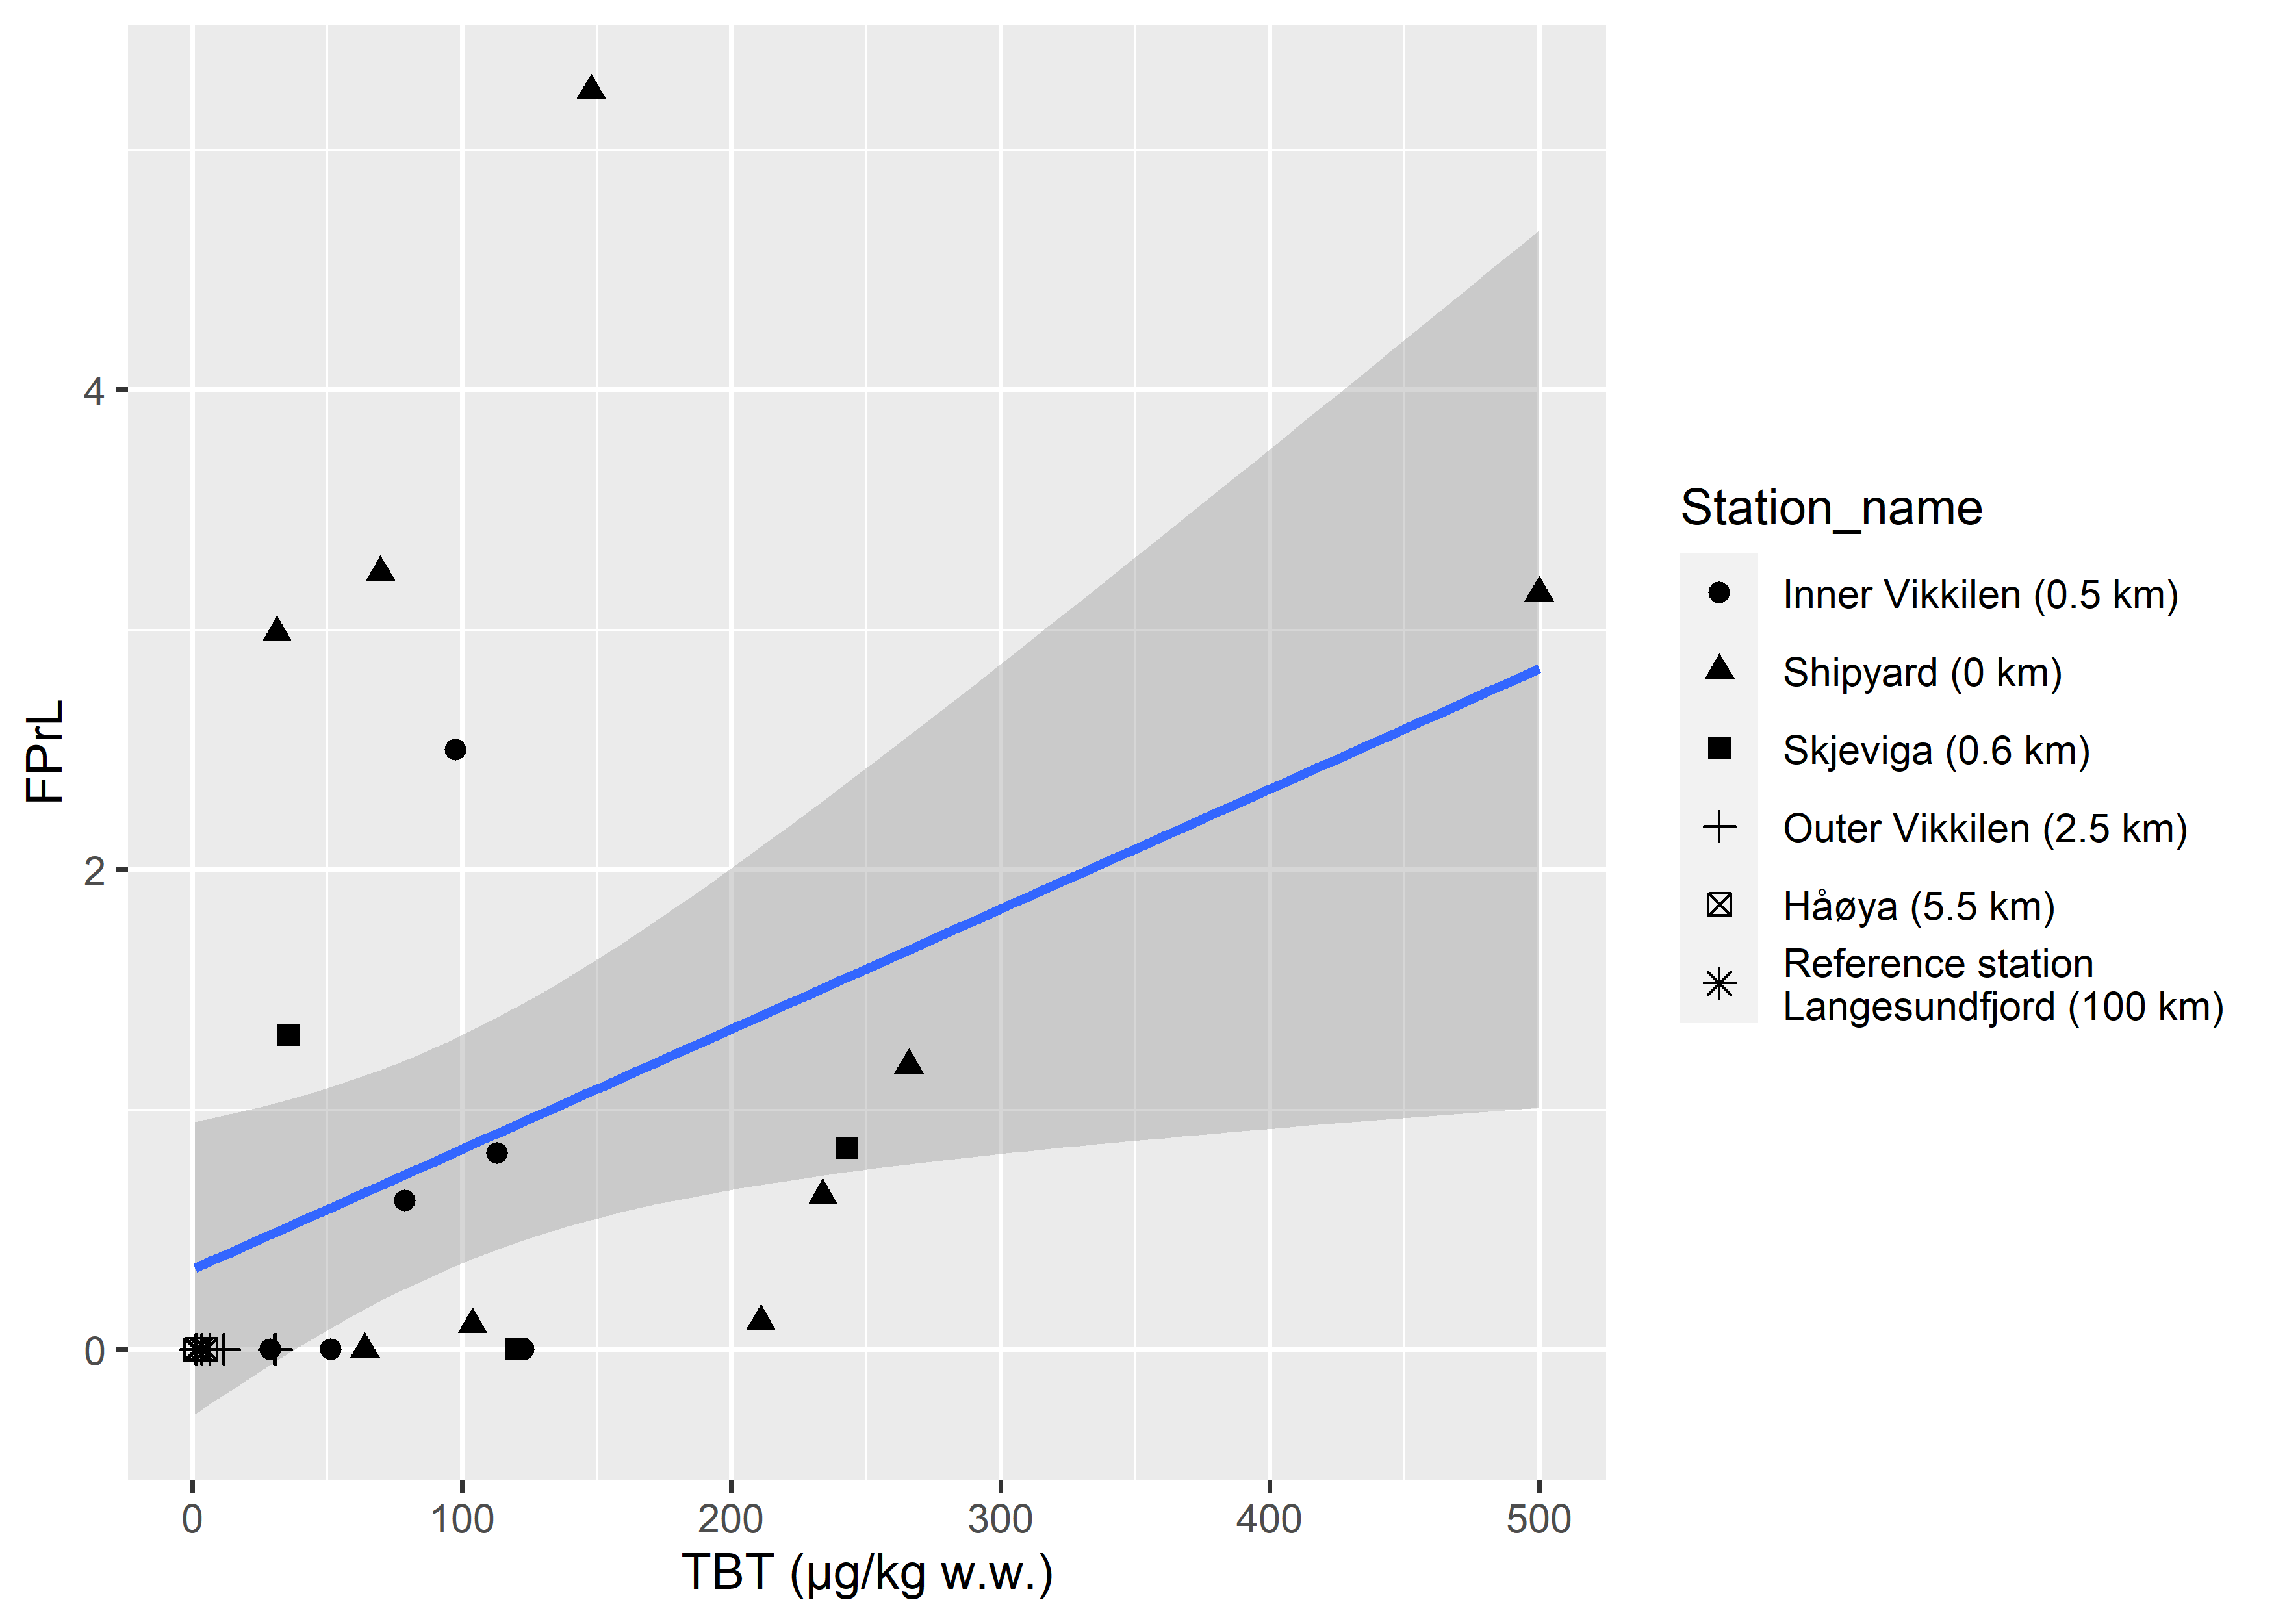 FPrL
4
2
0
0 100 200 300 400 500
TBT (µg/kg w.w.)
Station_name
Inner Vikkilen (0.5 km)
Shipyard (0 km)
Skjeviga (0.6 km)
Outer Vikkilen (2.5 km)
Håøya (5.5 km)
Reference station
Langesundfjord (100 km)